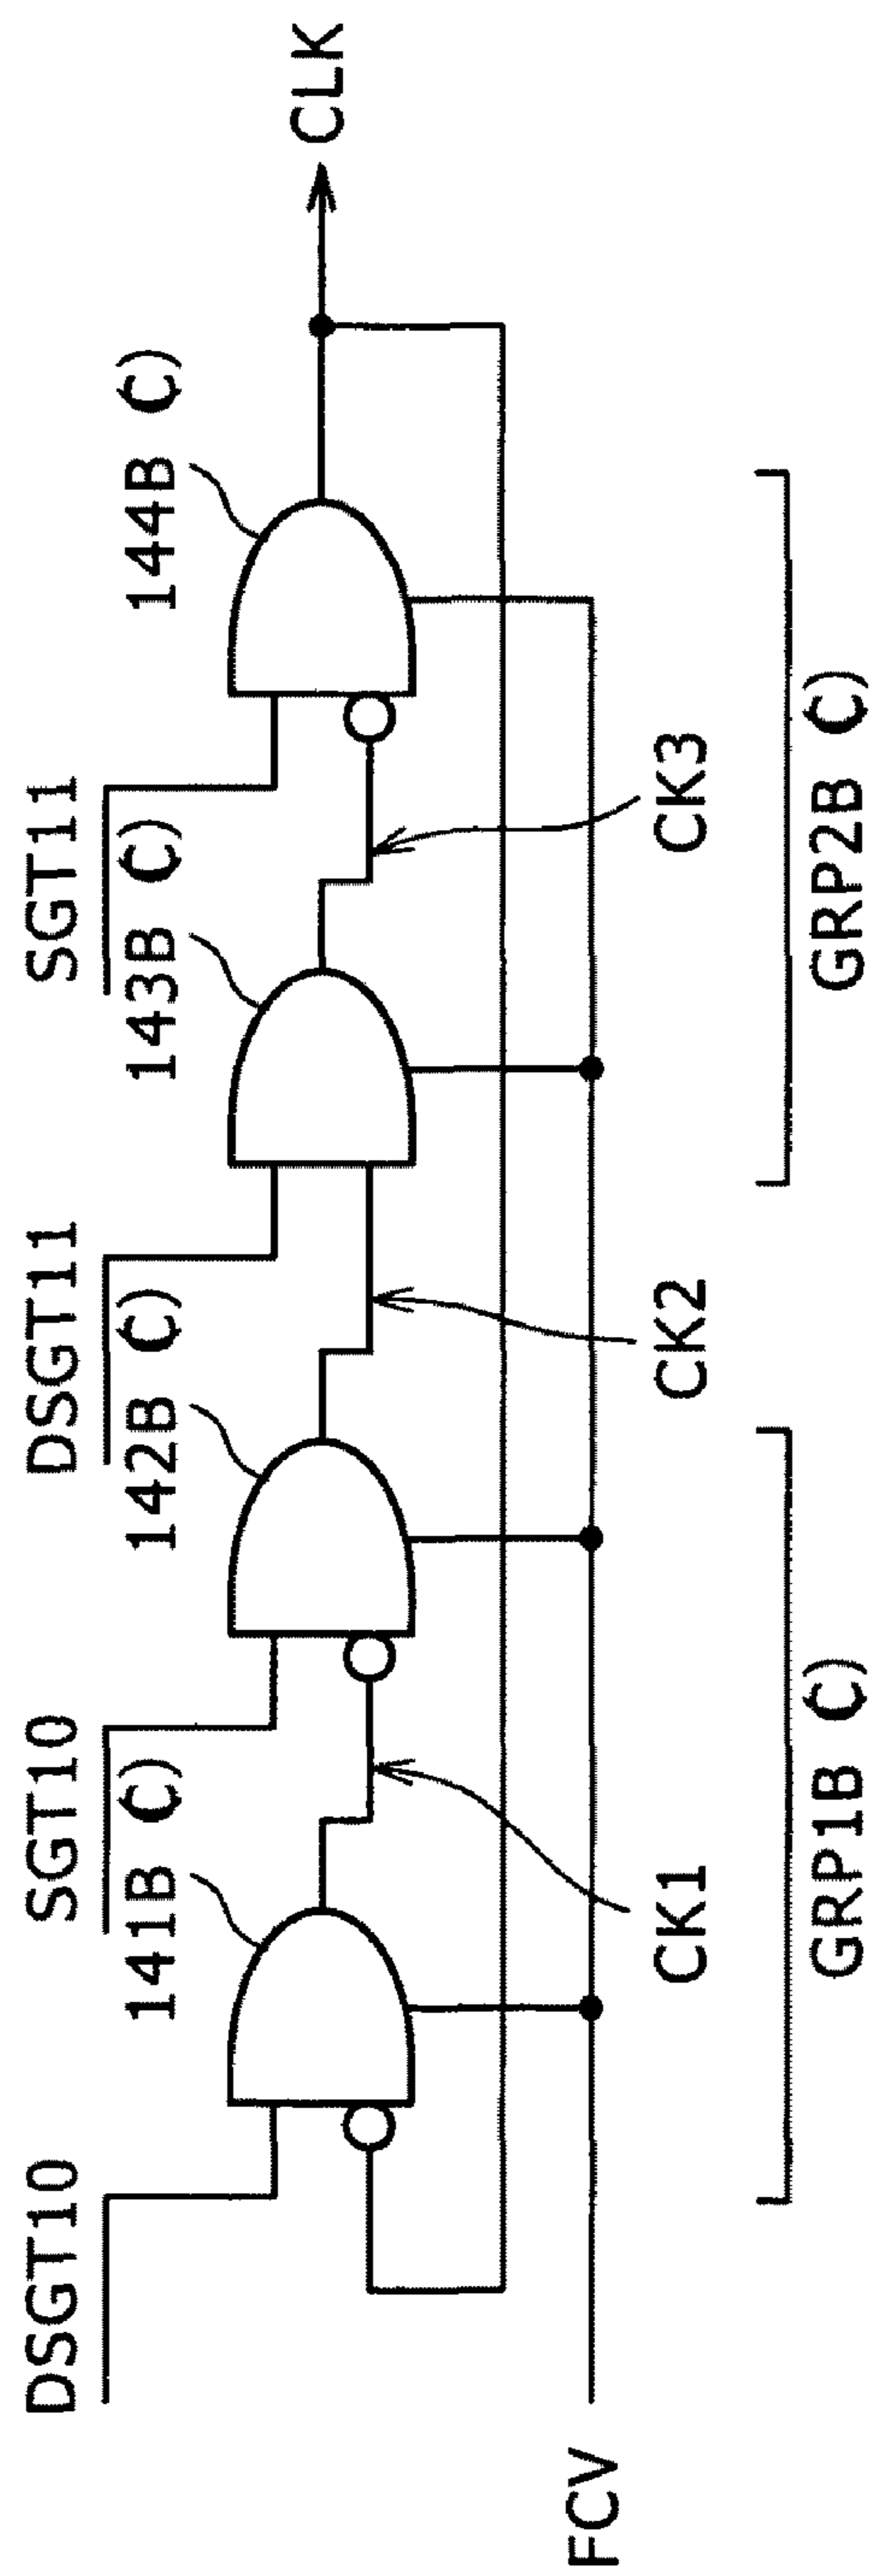 DSGT10
SGT10
DSGT11
SGT11
141B C)
142B C)
143B C)
144B C)
CLK
FCV
CK1
CK2
CK3
GRP1B C)
GRP2B C)